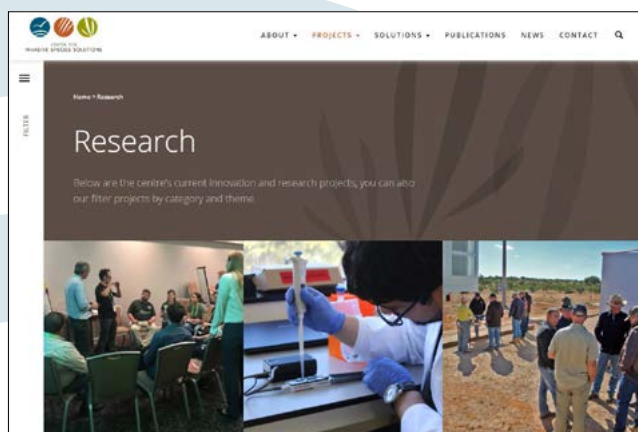 CENTRE FOR
INVASIVE SPECIES SOLUTIONS
ABOUT PROJECTS SOLUTIONS PUBLICATIONS NEWS CONTACT
FILTER
Home > Research
Research
Below are the centre's current innovation and research projects, you can also
our filter projects by category and theme.